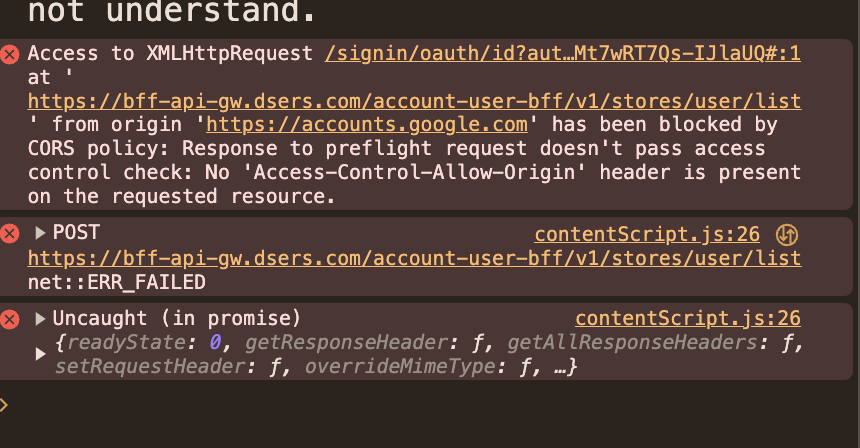 not understand.
Access to XMLHttpRequest /signin/oauth/id?aut…Mt7wRT7Qs-IJlaUQ#:1
at '
https://bff-api-gw.dsers.com/account-user-bff/v1/stores/user/list
' from origin 'https://accounts.google.com' has been blocked by
CORS policy: Response to preflight request doesn't pass access
control check: No 'Access-Control-Allow-Origin' header is present
on the requested resource.
▶ POST contentScript.js:26
https://bff-api-gw.dsers.com/account-user-bff/v1/stores/user/list
net::ERR_FAILED
▶ Uncaught (in promise) contentScript.js:26
▶ {readyState: 0, getResponseHeader: ƒ, getAllResponseHeaders: ƒ,
setRequestHeader: ƒ, overrideMimeType: ƒ, …}